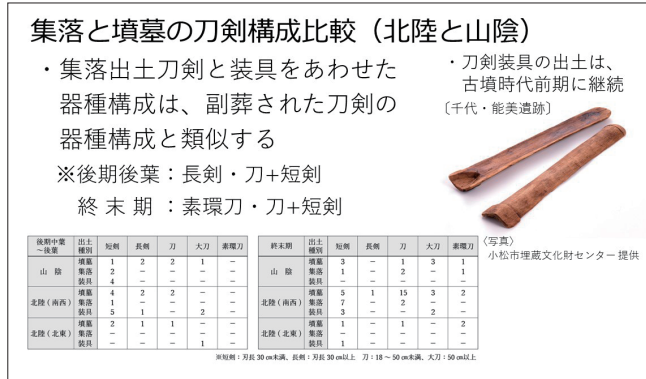 集落と墳墓の刀剣構成比較（北陸と山陰）
・集落出土刀剣と装具をあわせた
器種構成は、副葬された刀剣の
器種構成と類似する
※後期後葉：長剣・刀+短剣
終 末 期 ：素環刀・刀+短剣
・刀剣装具の出土は、
古墳時代前期に継続
〔千代・能美遺跡〕
〈写真〉
小松市埋蔵文化財センター提供
後期中葉～後葉 出土種別 短剣 長剣 刀 大刀 素環刀
山 陰 墳墓 1 2 2 1 −
集落 2 − − − −
装具 4 − − − −
北陸（南西） 墳墓 4 2 2 − −
集落 1 − − − −
装具 5 1 − 2 −
北陸（北東） 墳墓 2 1 1 − −
集落 − − − − −
装具 − − − 1 −
終末期 出土種別 短剣 長剣 刀 大刀 素環刀
山 陰 墳墓 3 − 1 3 1
集落 1 − 2 − 1
装具 − − − − −
北陸（南西） 墳墓 5 1 15 3 2
集落 7 − 2 − −
装具 3 − − 2 −
北陸（北東） 墳墓 1 − 1 − 2
集落 − − − − −
装具 1 − − − −
※短剣：刃長 30 ㎝未満、長剣：刃長 30 ㎝以上　刀：18 ～ 50 ㎝未満、大刀：50 ㎝以上